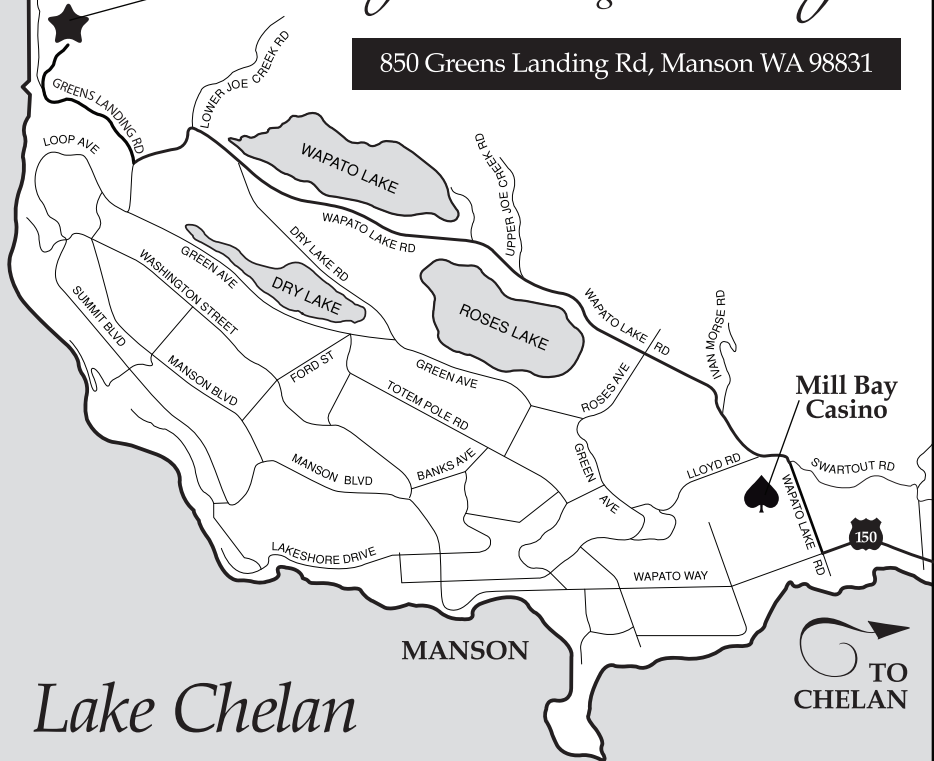 850 Greens Landing Rd, Manson WA 98831
LOWER JOE CREEK RD
GREENS LANDING RD
LOOP AVE
WAPATO LAKE
UPPER JOE CREEK RD
WAPATO LAKE RD
DRY LAKE RD
GREEN AVE
WASHINGTON STREET
DRY LAKE
ROSES LAKE
SUMMIT BLVD
WAPATO LAKE RD
IVAN MORSE RD
MANSON BLVD
FORD ST
GREEN AVE
TOTEM POLE RD
ROSES AVE
Mill Bay
Casino
MANSON BLVD
BANKS AVE
GREEN AVE
LLOYD RD
SWARTOUT RD
WAPATO LAKE RD
150
LAKESHORE DRIVE
WAPATO WAY
MANSON
TO
CHELAN
Lake Chelan